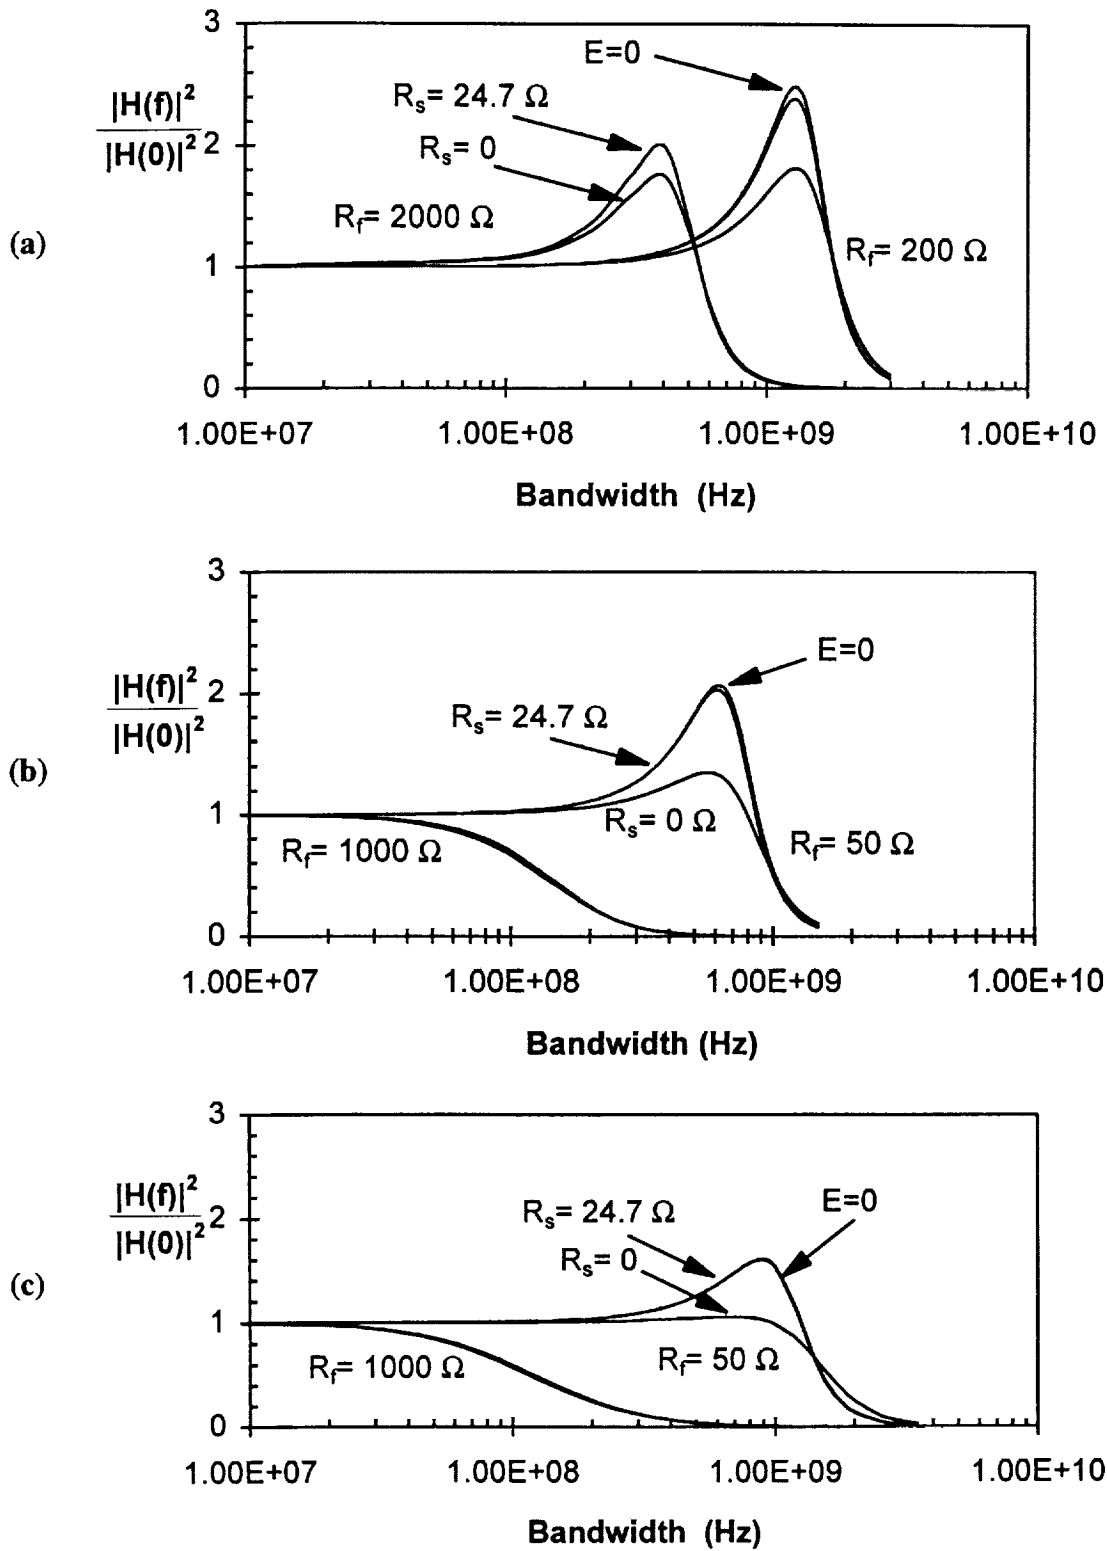 (a)
|H(f)|²
|H(0)|²
3
2
1
0
E=0
Rs= 24.7 Ω
Rs= 0
Rf= 2000 Ω
Rf= 200 Ω
1.00E+07 1.00E+08 1.00E+09 1.00E+10
Bandwidth (Hz)
(b)
|H(f)|²
|H(0)|²
3
2
1
0
E=0
Rs= 24.7 Ω
Rs= 0 Ω
Rf= 50 Ω
Rf= 1000 Ω
1.00E+07 1.00E+08 1.00E+09 1.00E+10
Bandwidth (Hz)
(c)
|H(f)|²
|H(0)|²
3
2
1
0
E=0
Rs= 24.7 Ω
Rs= 0
Rf= 50 Ω
Rf= 1000 Ω
1.00E+07 1.00E+08 1.00E+09 1.00E+10
Bandwidth (Hz)